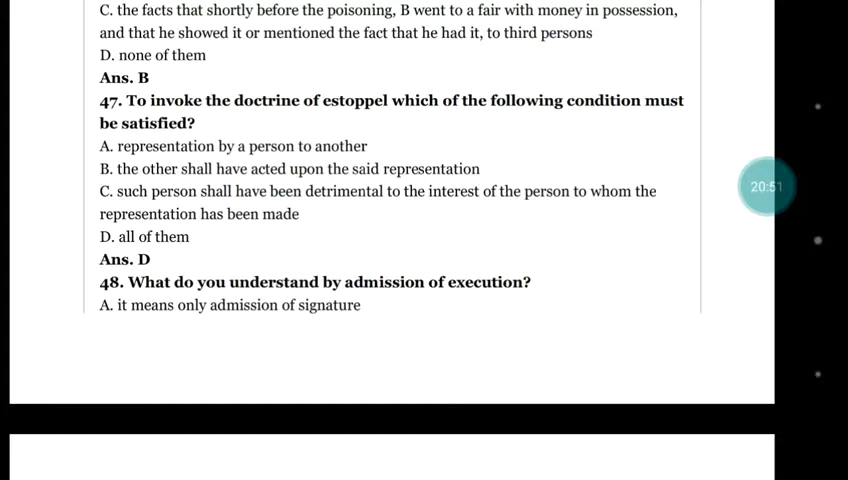 C. the facts that shortly before the poisoning, B went to a fair with money in possession,
and that he showed it or mentioned the fact that he had it, to third persons
D. none of them
Ans. B
47. To invoke the doctrine of estoppel which of the following condition must
be satisfied?
A. representation by a person to another
B. the other shall have acted upon the said representation
C. such person shall have been detrimental to the interest of the person to whom the
representation has been made
D. all of them
Ans. D
48. What do you understand by admission of execution?
A. it means only admission of signature
20:51